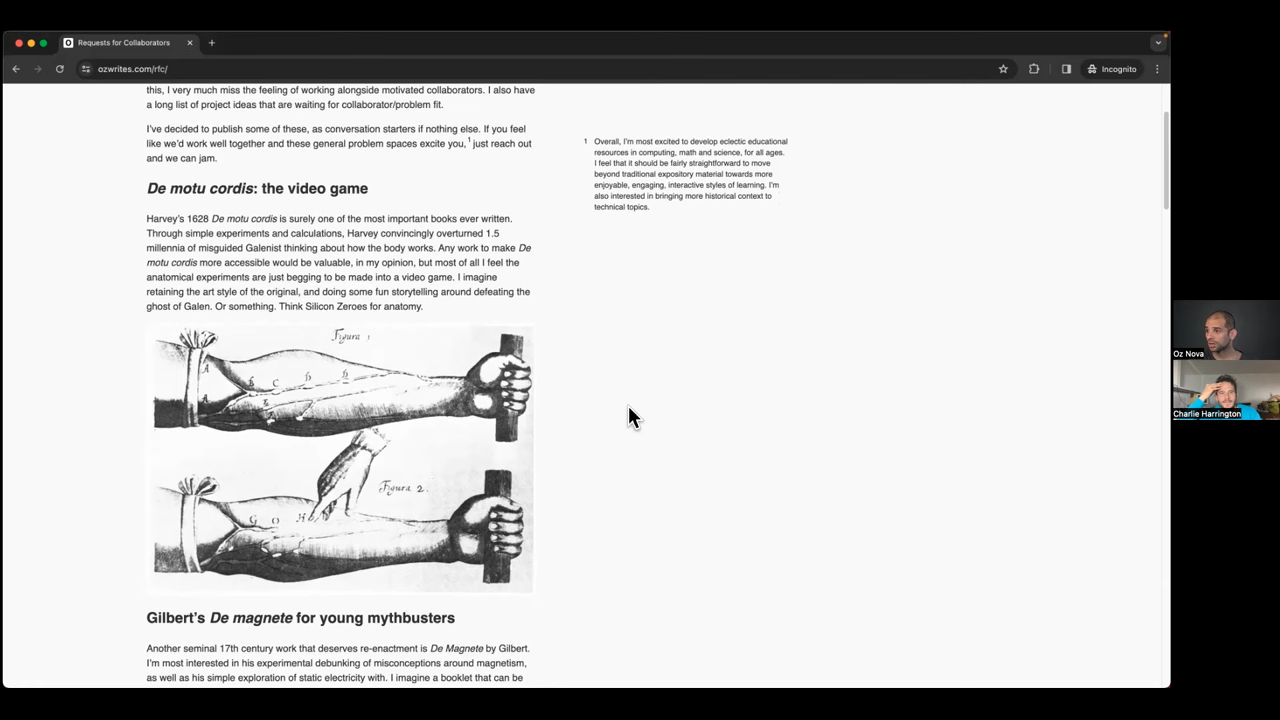 Requests for Collaborators
ozwrites.com/rfc/
Incognito
this, I very much miss the feeling of working alongside motivated collaborators. I also have
a long list of project ideas that are waiting for collaborator/problem fit.
I've decided to publish some of these, as conversation starters if nothing else. If you feel
like we'd work well together and these general problem spaces excite you,1 just reach out
and we can jam.
1 Overall, I'm most excited to develop eclectic educational
resources in computing, math and science, for all ages.
I feel that it should be fairly straightforward to move
beyond traditional expository material towards more
enjoyable, engaging, interactive styles of learning. I'm
also interested in bringing more historical context to
technical topics.
De motu cordis: the video game
Harvey's 1628 De motu cordis is surely one of the most important books ever written.
Through simple experiments and calculations, Harvey convincingly overturned 1.5
millennia of misguided Galenist thinking about how the body works. Any work to make De
motu cordis more accessible would be valuable, in my opinion, but most of all I feel the
anatomical experiments are just begging to be made into a video game. I imagine
retaining the art style of the original, and doing some fun storytelling around defeating the
ghost of Galen. Or something. Think Silicon Zeroes for anatomy.
Figura 1
A
C
A
Figura 2.
G O H
Gilbert's De magnete for young mythbusters
Another seminal 17th century work that deserves re-enactment is De Magnete by Gilbert.
I'm most interested in his experimental debunking of misconceptions around magnetism,
as well as his simple exploration of static electricity with. I imagine a booklet that can be
Oz Nova
Charlie Harrington